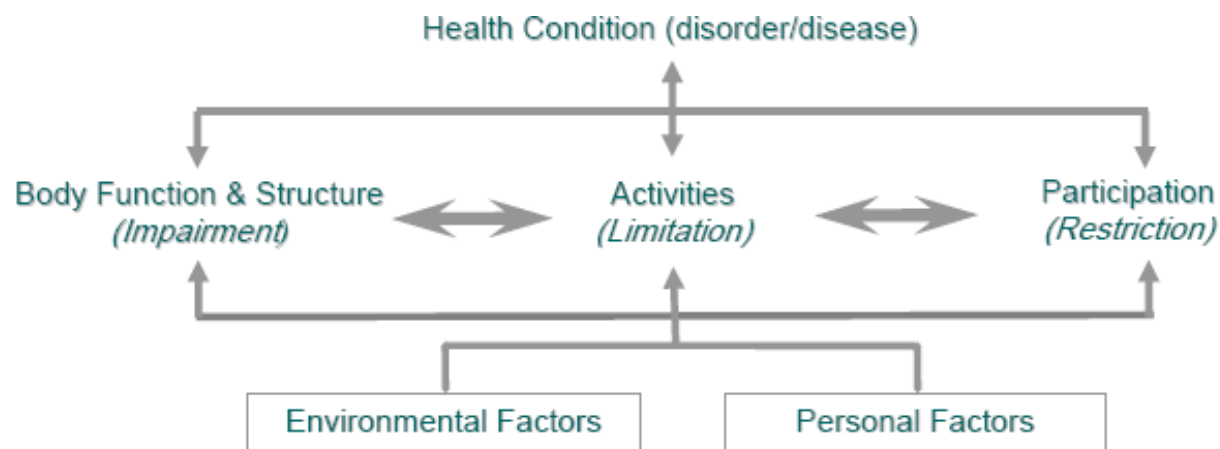 Health Condition (disorder/disease)
Body Function & Structure
(Impairment)
Activities
(Limitation)
Participation
(Restriction)
Environmental Factors
Personal Factors